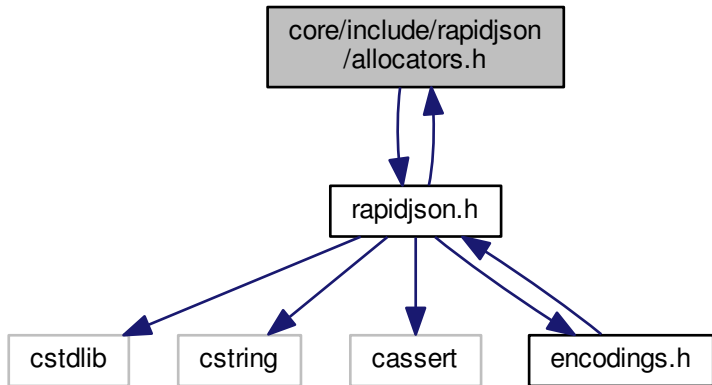 core/include/rapidjson
/allocators.h
rapidjson.h
cstdlib
cstring
cassert
encodings.h